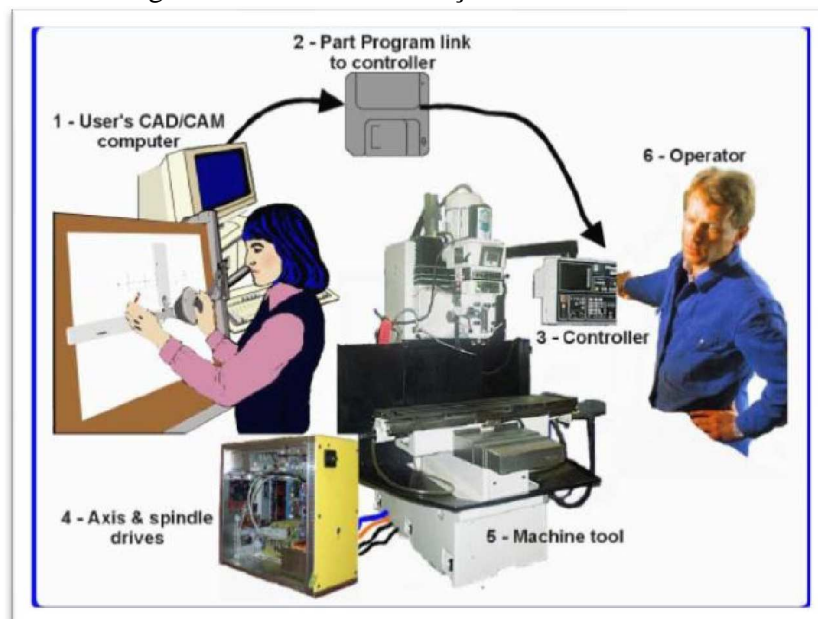 2 - Part Program link
to controller
1 - User's CAD/CAM
computer
6 - Operator
3 - Controller
4 - Axis & spindle
drives
5 - Machine tool